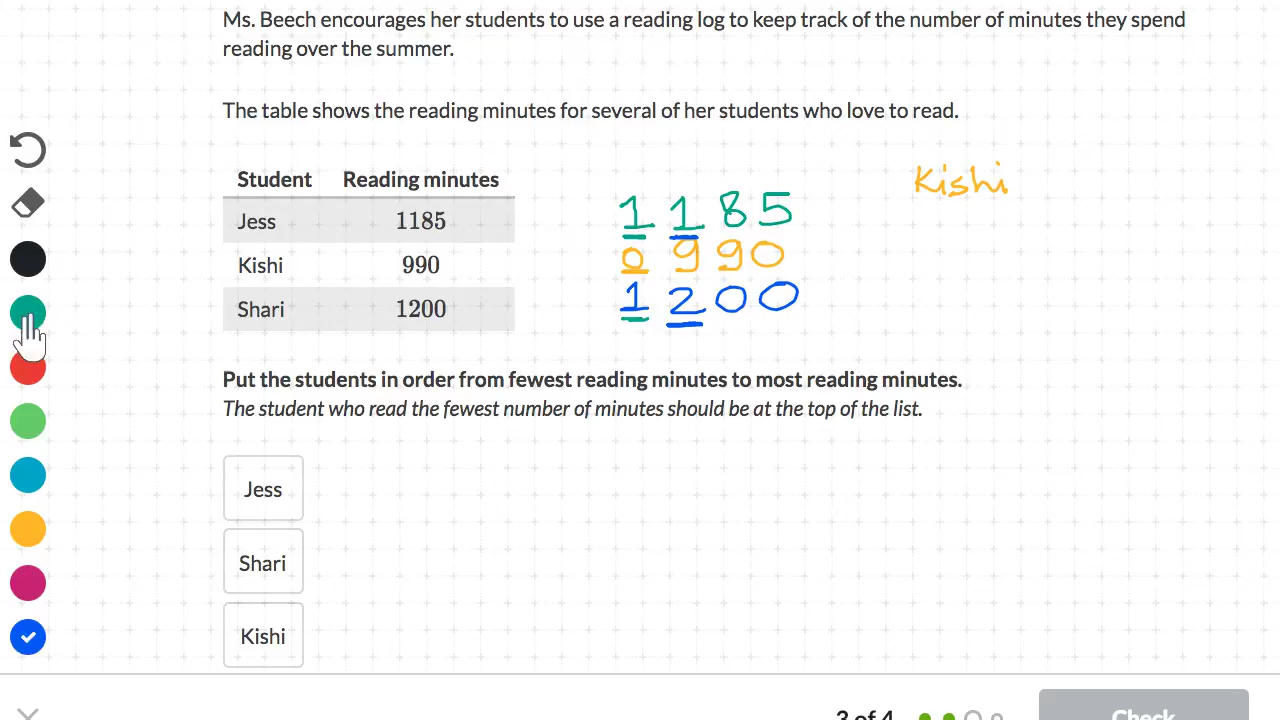 Ms. Beech encourages her students to use a reading log to keep track of the number of minutes they spend
reading over the summer.
The table shows the reading minutes for several of her students who love to read.
Student Reading minutes
Jess 1185
Kishi 990
Shari 1200
1185
0990
1200
Kishi
Put the students in order from fewest reading minutes to most reading minutes.
The student who read the fewest number of minutes should be at the top of the list.
Jess
Shari
Kishi
3 of 4
Check